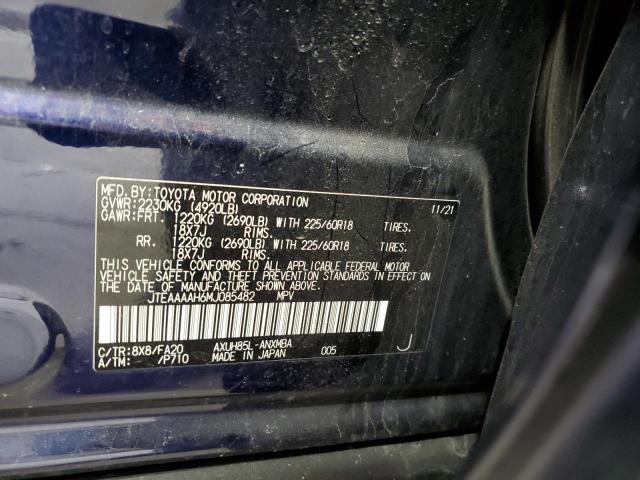 MFD.BY:TOYOTA MOTOR CORPORATION 11/21
GVWR:2230KG (4920LB)
GAWR:FRT. 1220KG (2690LB) WITH 225/60R18 TIRES.
18X7J RIMS.
RR. 1220KG (2690LB) WITH 225/60R18 TIRES.
18X7J RIMS.
THIS VEHICLE CONFORMS TO ALL APPLICABLE FEDERAL MOTOR
VEHICLE SAFETY AND THEFT PREVENTION STANDARDS IN EFFECT ON
THE DATE OF MANUFACTURE SHOWN ABOVE.
JTEAAAAH6MJ085482 MPV
C/TR:8X8/FA20 AXUH85L-ANXMBA
A/TM: /P710 MADE IN JAPAN 005 J